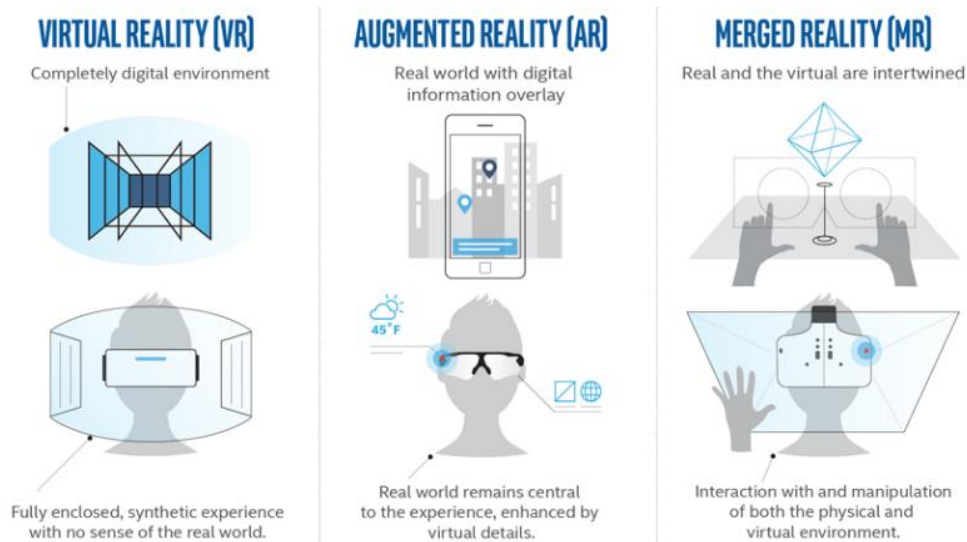 VIRTUAL REALITY (VR)
Completely digital environment
Fully enclosed, synthetic experience
with no sense of the real world.
AUGMENTED REALITY (AR)
Real world with digital
information overlay
45°F
Real world remains central
to the experience, enhanced by
virtual details.
MERGED REALITY (MR)
Real and the virtual are intertwined
Interaction with and manipulation
of both the physical and
virtual environment.